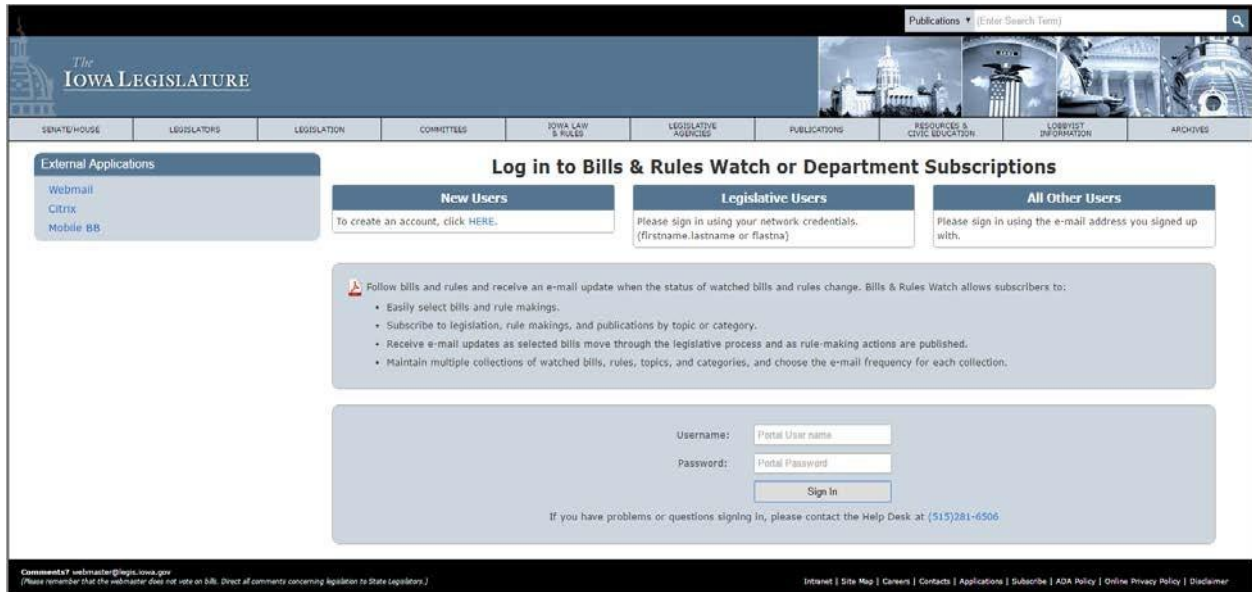 Publications ▼ (Enter Search Term)
The
IOWA LEGISLATURE
SENATE/HOUSE LEGISLATORS LEGISLATION COMMITTEES IOWA LAW & RULES LEGISLATIVE AGENCIES PUBLICATIONS RESOURCES & CIVIC EDUCATION LOBBYIST INFORMATION ARCHIVES
External Applications
Webmail
Citrix
Mobile BB
Log in to Bills & Rules Watch or Department Subscriptions
New Users
To create an account, click HERE.
Legislative Users
Please sign in using your network credentials.
(firstname.lastname or flastna)
All Other Users
Please sign in using the e-mail address you signed up
with.
Follow bills and rules and receive an e-mail update when the status of watched bills and rules change. Bills & Rules Watch allows subscribers to:
• Easily select bills and rule makings.
• Subscribe to legislation, rule makings, and publications by topic or category.
• Receive e-mail updates as selected bills move through the legislative process and as rule-making actions are published.
• Maintain multiple collections of watched bills, rules, topics, and categories, and choose the e-mail frequency for each collection.
Username: Portal User name
Password: Portal Password
Sign In
If you have problems or questions signing in, please contact the Help Desk at (515)281-6506
Comments? webmaster@legis.iowa.gov
(Please remember that the webmaster does not vote on bills. Direct all comments concerning legislation to State Legislators.)
Intranet | Site Map | Careers | Contacts | Applications | Subscribe | ADA Policy | Online Privacy Policy | Disclaimer